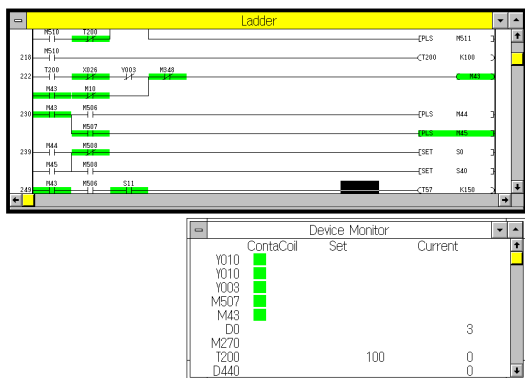 Ladder
M510 T200
[PLS M511 ]
M510
218 (T200 K100 )
T200 X026 Y003 M348
222 ( M43 )
M43 M10
M43 M506
230 [PLS M44 ]
M507
[PLS M45 ]
M44 M508
239 [SET S0 ]
M45 M508
[SET S40 ]
M43 M506 S11
249 (T57 K150 )
Device Monitor
ContaCoil Set Current
Y010
Y010
Y003
M507
M43
D0 3
M270
T200 100 0
D440 0